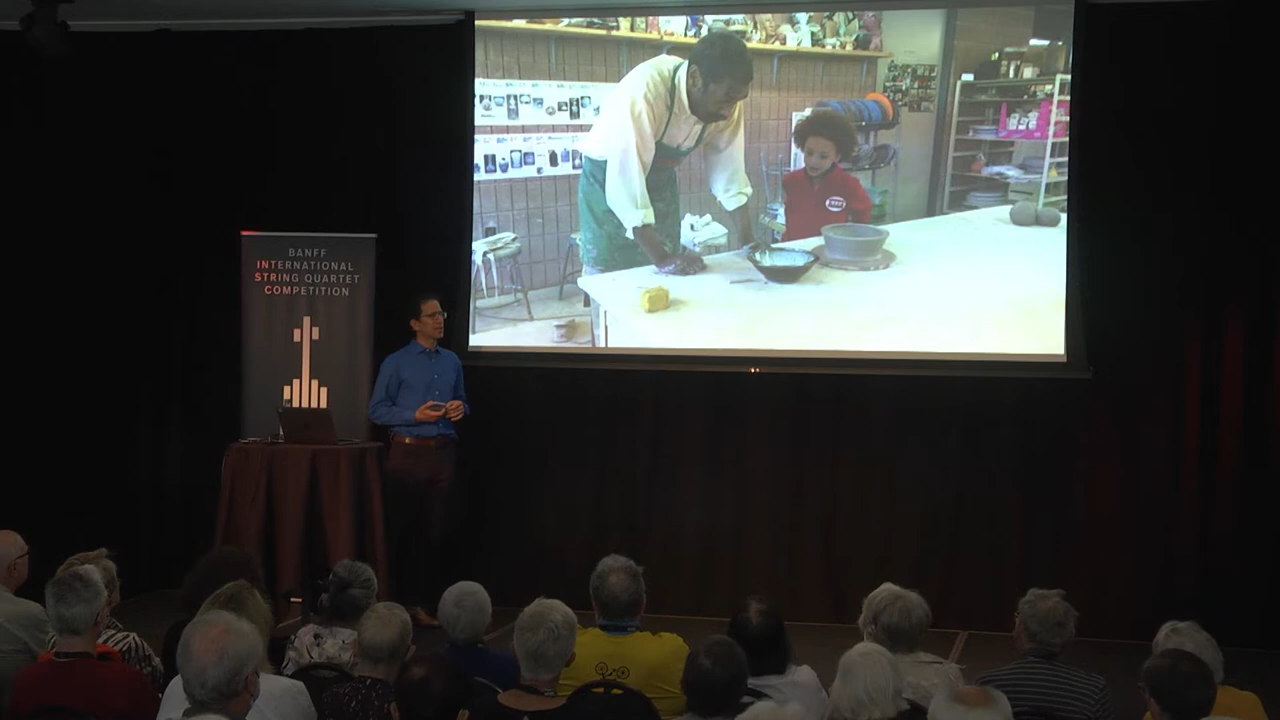 BANFF
INTERNATIONAL
STRING QUARTET
COMPETITION